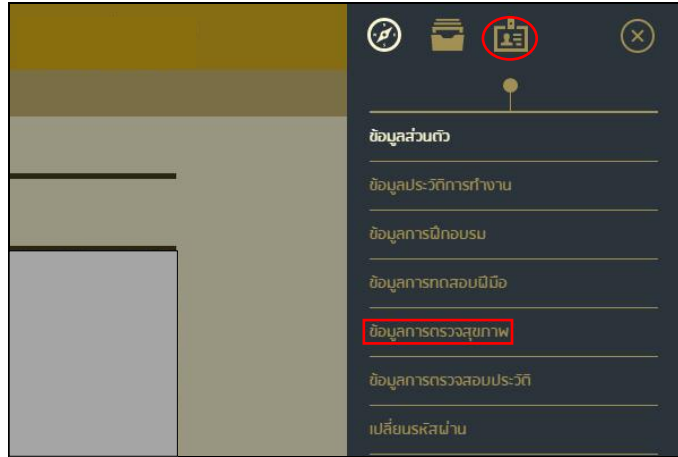 ข้อมูลส่วนตัว
ข้อมูลประวัติการทำงาน
ข้อมูลการฝึกอบรม
ข้อมูลการทดสอบฝีมือ
ข้อมูลการตรวจสุขภาพ
ข้อมูลการตรวจสอบประวัติ
เปลี่ยนรหัสผ่าน